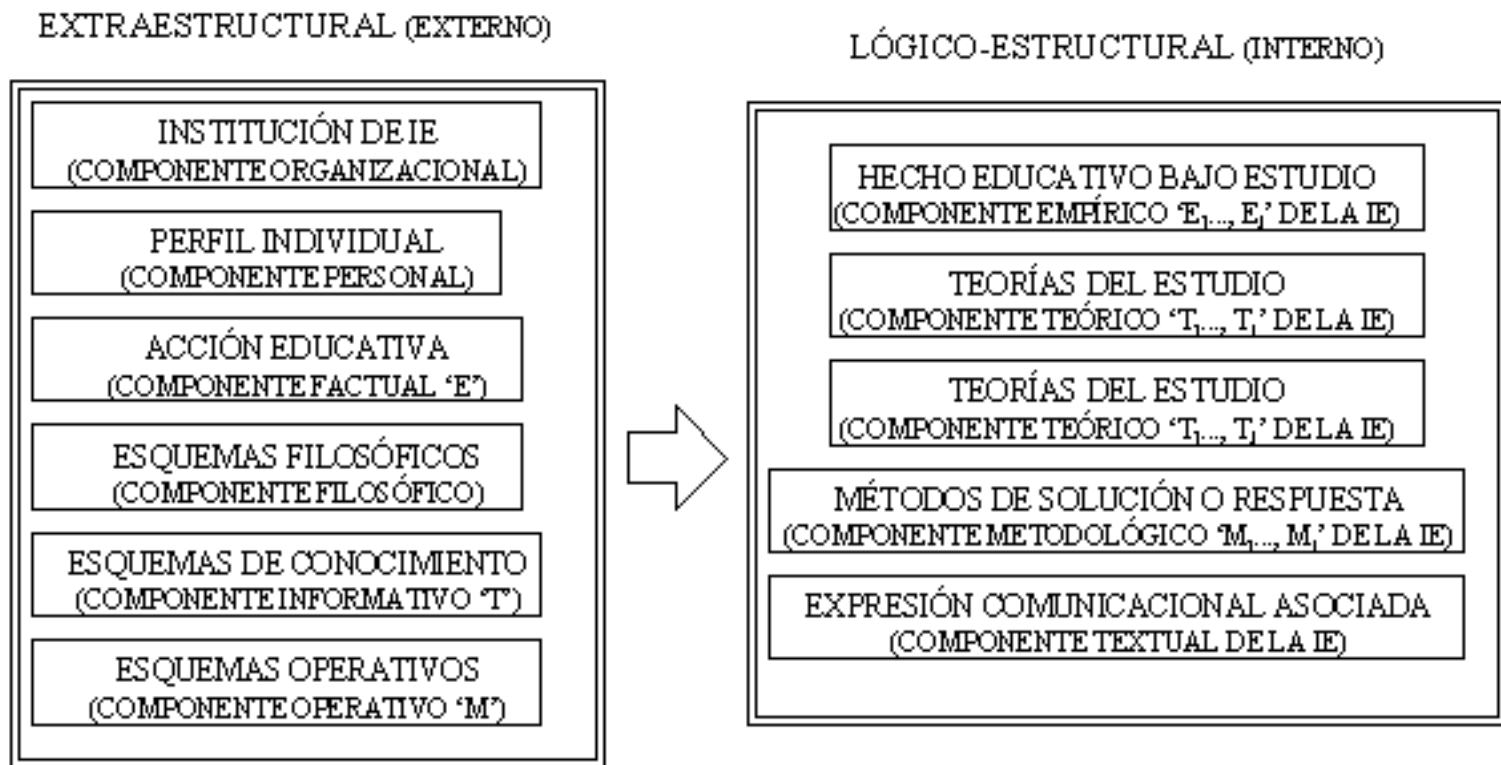 EXTRAESTRUCTURAL (EXTERNO)
INSTITUCIÓN DE IE
(COMPONENTE ORGANIZACIONAL)
PERFIL INDIVIDUAL
(COMPONENTE PERSONAL)
ACCIÓN EDUCATIVA
(COMPONENTE FACTUAL ‘E’)
ESQUEMAS FILOSÓFICOS
(COMPONENTE FILOSÓFICO)
ESQUEMAS DE CONOCIMIENTO
(COMPONENTE INFORMATIVO ‘T’)
ESQUEMAS OPERATIVOS
(COMPONENTE OPERATIVO ‘M’)
LÓGICO-ESTRUCTURAL (INTERNO)
HECHO EDUCATIVO BAJO ESTUDIO
(COMPONENTE EMPÍRICO ‘E₁..., Eⱼ’ DE LA IE)
TEORÍAS DEL ESTUDIO
(COMPONENTE TEÓRICO ‘T₁..., Tⱼ’ DE LA IE)
TEORÍAS DEL ESTUDIO
(COMPONENTE TEÓRICO ‘T₁..., Tⱼ’ DE LA IE)
MÉTODOS DE SOLUCIÓN O RESPUESTA
(COMPONENTE METODOLÓGICO ‘M₁..., Mⱼ’ DE LA IE)
EXPRESIÓN COMUNICACIONAL ASOCIADA
(COMPONENTE TEXTUAL DE LA IE)